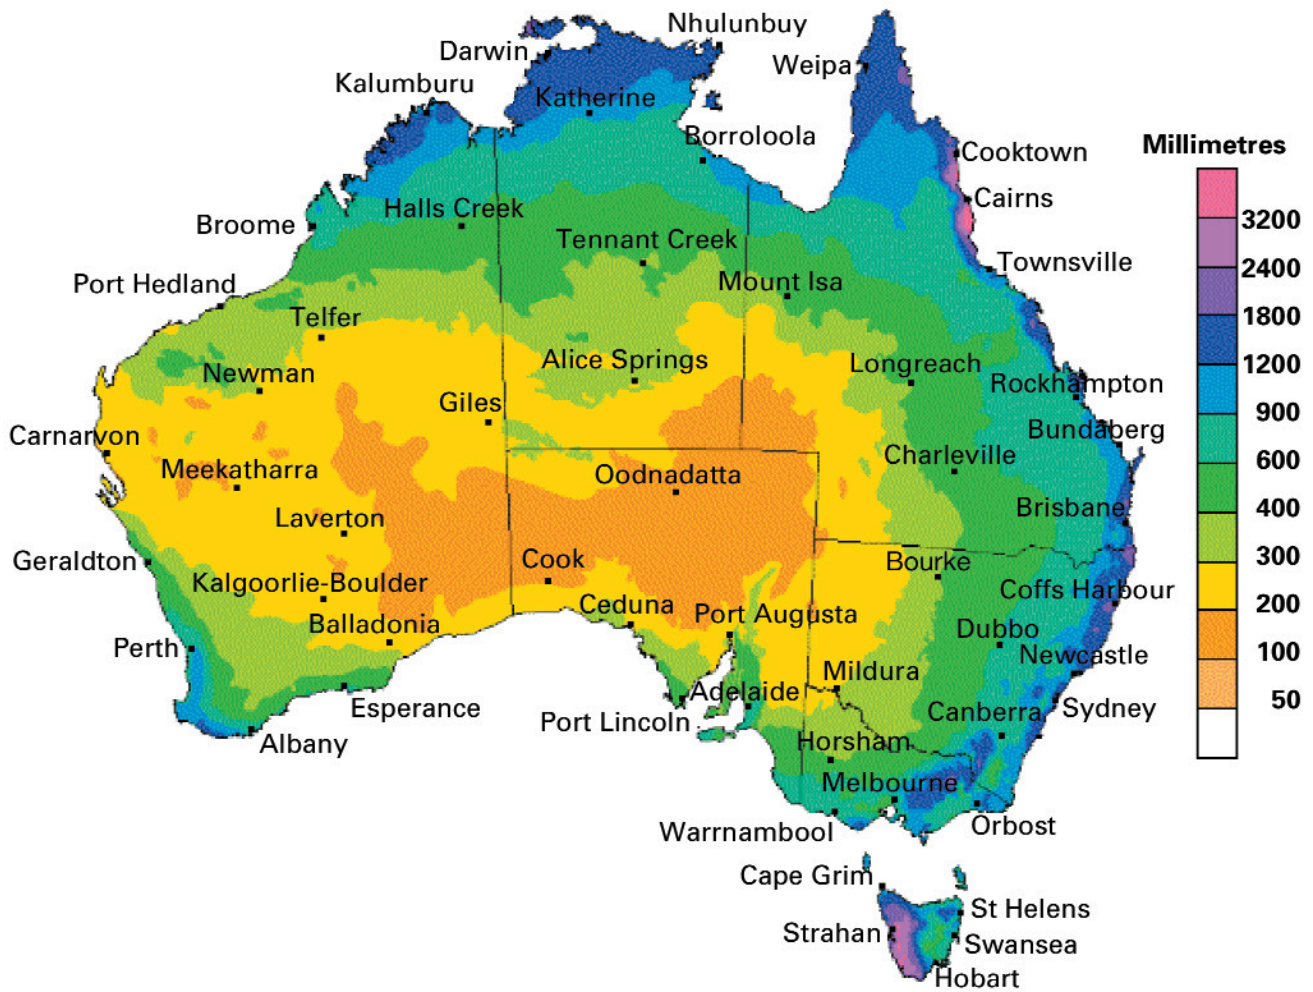 Nhulunbuy
Darwin
Weipa
Kalumburu
Katherine
Borroloola
Millimetres
Cooktown
Cairns
Halls Creek
Broome
Tennant Creek
Townsville
Mount Isa
Port Hedland
Telfer
Alice Springs
Longreach
Newman
Rockhampton
Giles
Bundaberg
Carnarvon
Charleville
Meekatharra
Oodnadatta
Brisbane
Laverton
Geraldton
Cook
Bourke
Kalgoorlie-Boulder
Coffs Harbour
Ceduna
Port Augusta
Balladonia
Dubbo
Perth
Newcastle
Mildura
Adelaide
Esperance
Sydney
Canberra
Port Lincoln
Albany
Horsham
Melbourne
Orbost
Warrnambool
Cape Grim
St Helens
Strahan
Swansea
Hobart
3200
2400
1800
1200
900
600
400
300
200
100
50